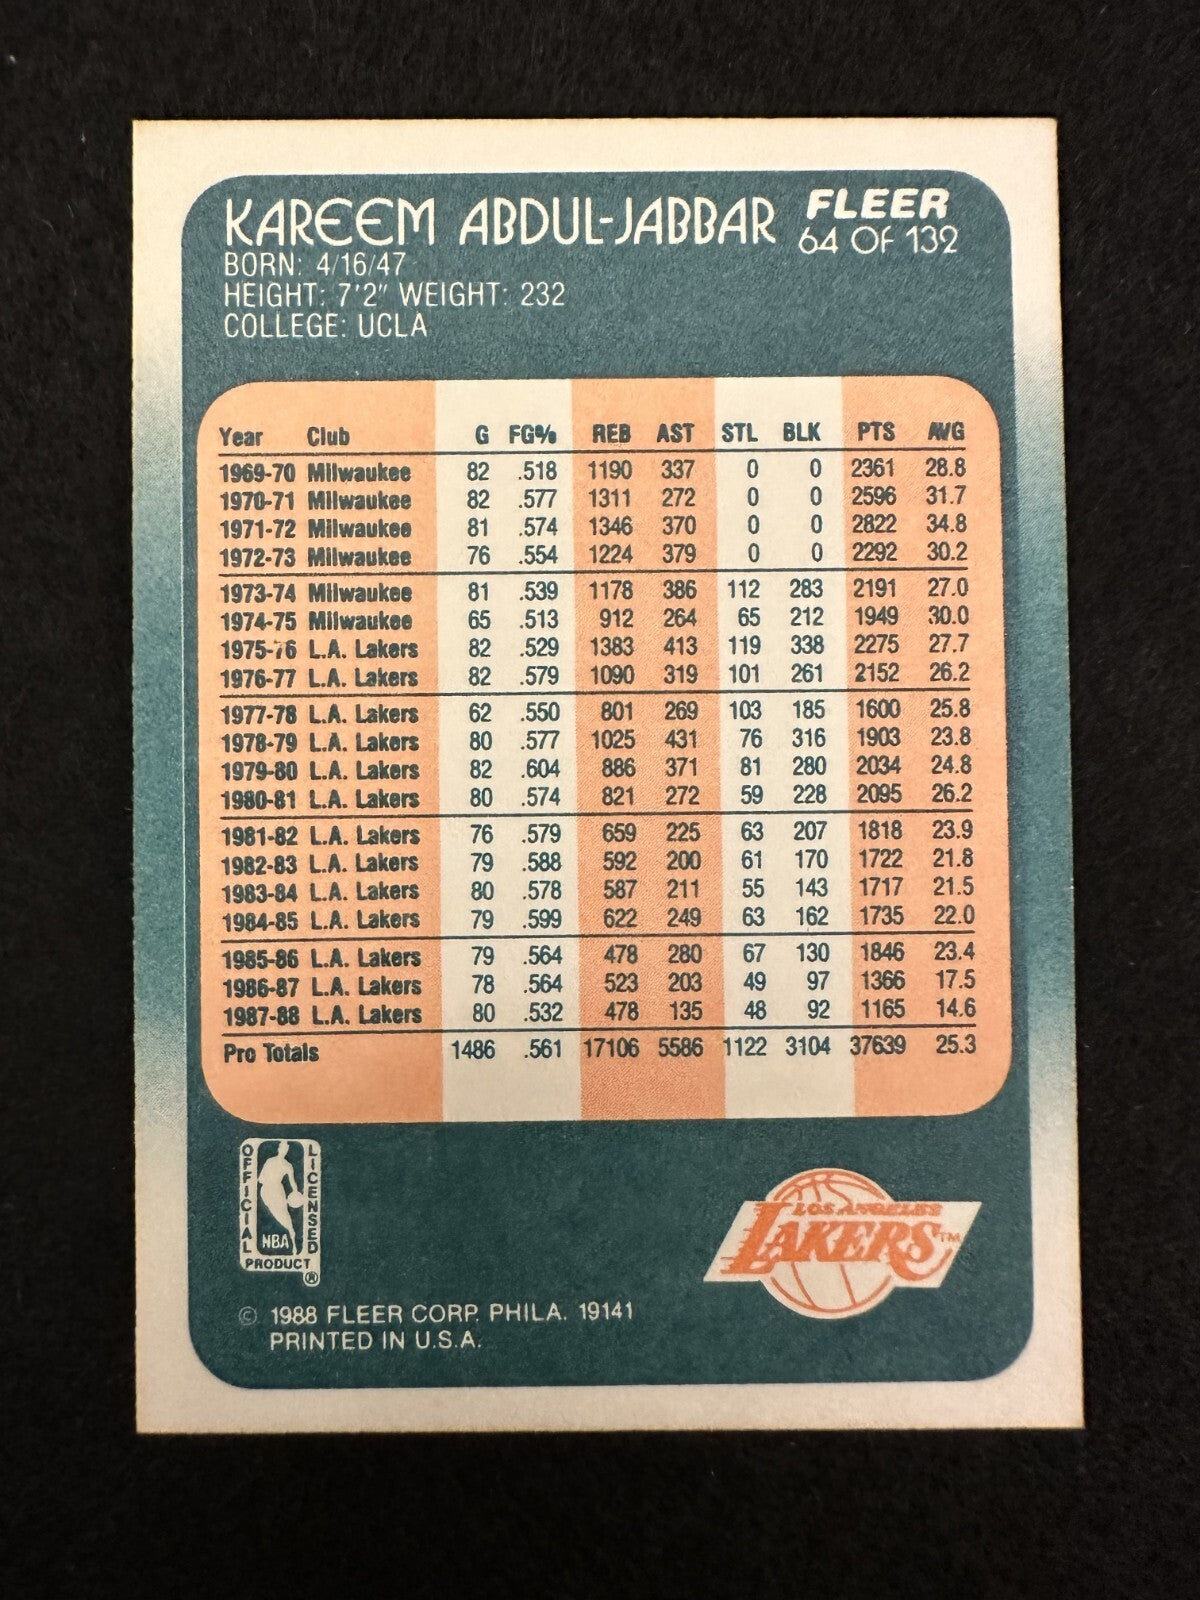 KAREEM ABDUL-JABBAR
FLEER
64 OF 132
BORN: 4/16/47
HEIGHT: 7'2" WEIGHT: 232
COLLEGE: UCLA
Year Club G FG% REB AST STL BLK PTS AVG
1969-70 Milwaukee 82 .518 1190 337 0 0 2361 28.8
1970-71 Milwaukee 82 .577 1311 272 0 0 2596 31.7
1971-72 Milwaukee 81 .574 1346 370 0 0 2822 34.8
1972-73 Milwaukee 76 .554 1224 379 0 0 2292 30.2
1973-74 Milwaukee 81 .539 1178 386 112 283 2191 27.0
1974-75 Milwaukee 65 .513 912 264 65 212 1949 30.0
1975-76 L.A. Lakers 82 .529 1383 413 119 338 2275 27.7
1976-77 L.A. Lakers 82 .579 1090 319 101 261 2152 26.2
1977-78 L.A. Lakers 62 .550 801 269 103 185 1600 25.8
1978-79 L.A. Lakers 80 .577 1025 431 76 316 1903 23.8
1979-80 L.A. Lakers 82 .604 886 371 81 280 2034 24.8
1980-81 L.A. Lakers 80 .574 821 272 59 228 2095 26.2
1981-82 L.A. Lakers 76 .579 659 225 63 207 1818 23.9
1982-83 L.A. Lakers 79 .588 592 200 61 170 1722 21.8
1983-84 L.A. Lakers 80 .578 587 211 55 143 1717 21.5
1984-85 L.A. Lakers 79 .599 622 249 63 162 1735 22.0
1985-86 L.A. Lakers 79 .564 478 280 67 130 1846 23.4
1986-87 L.A. Lakers 78 .564 523 203 49 97 1366 17.5
1987-88 L.A. Lakers 80 .532 478 135 48 92 1165 14.6
Pro Totals 1486 .561 17106 5586 1122 3104 37639 25.3
OFFICIAL
LICENSED
NBA
PRODUCT
®
LOS ANGELES
LAKERS™
© 1988 FLEER CORP. PHILA. 19141
PRINTED IN U.S.A.